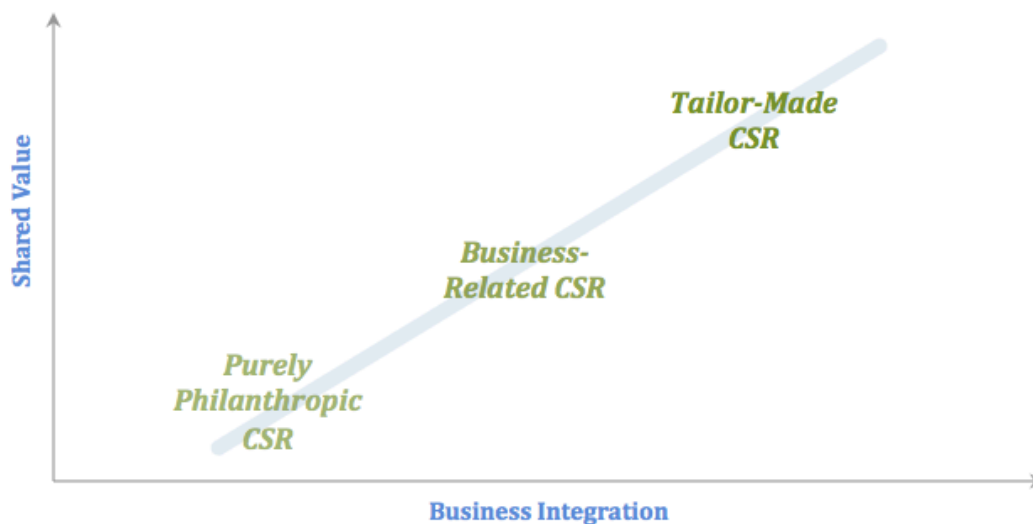 Tailor-Made
CSR
Shared Value
Business-
Related CSR
Purely
Philanthropic
CSR
Business Integration